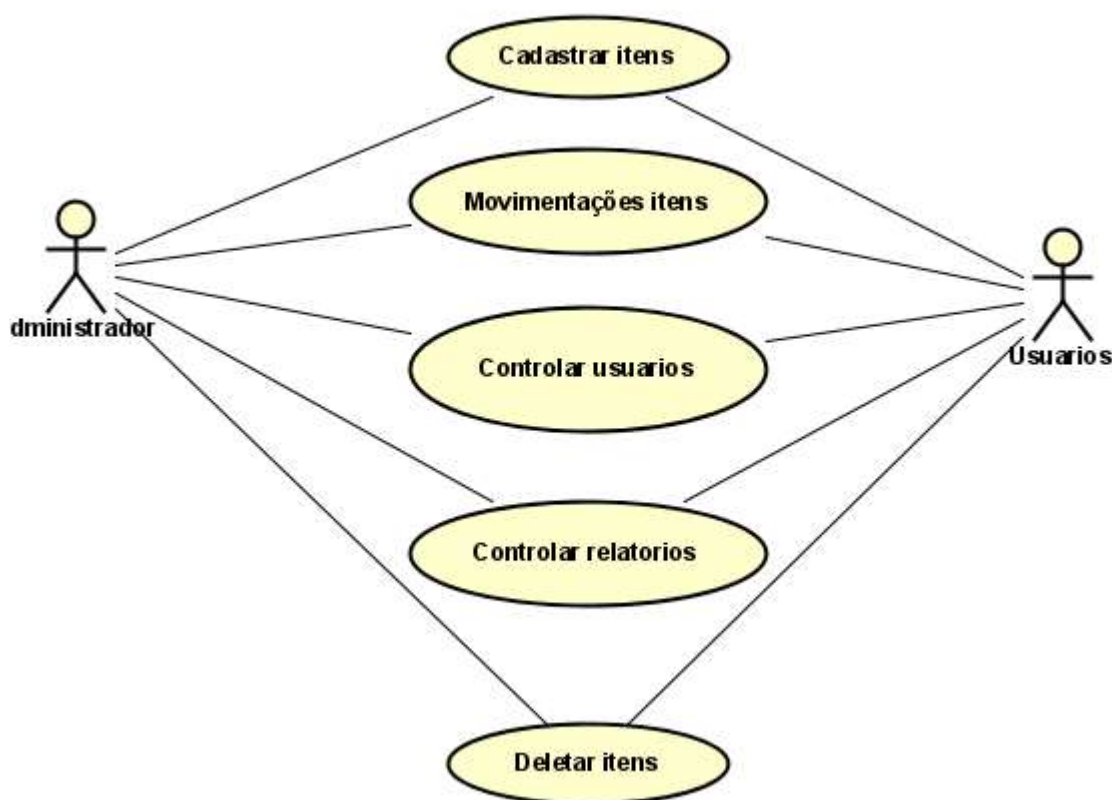 Cadastrar itens
Movimentações itens
dministrador
Controlar usuarios
Usuarios
Controlar relatorios
Deletar itens